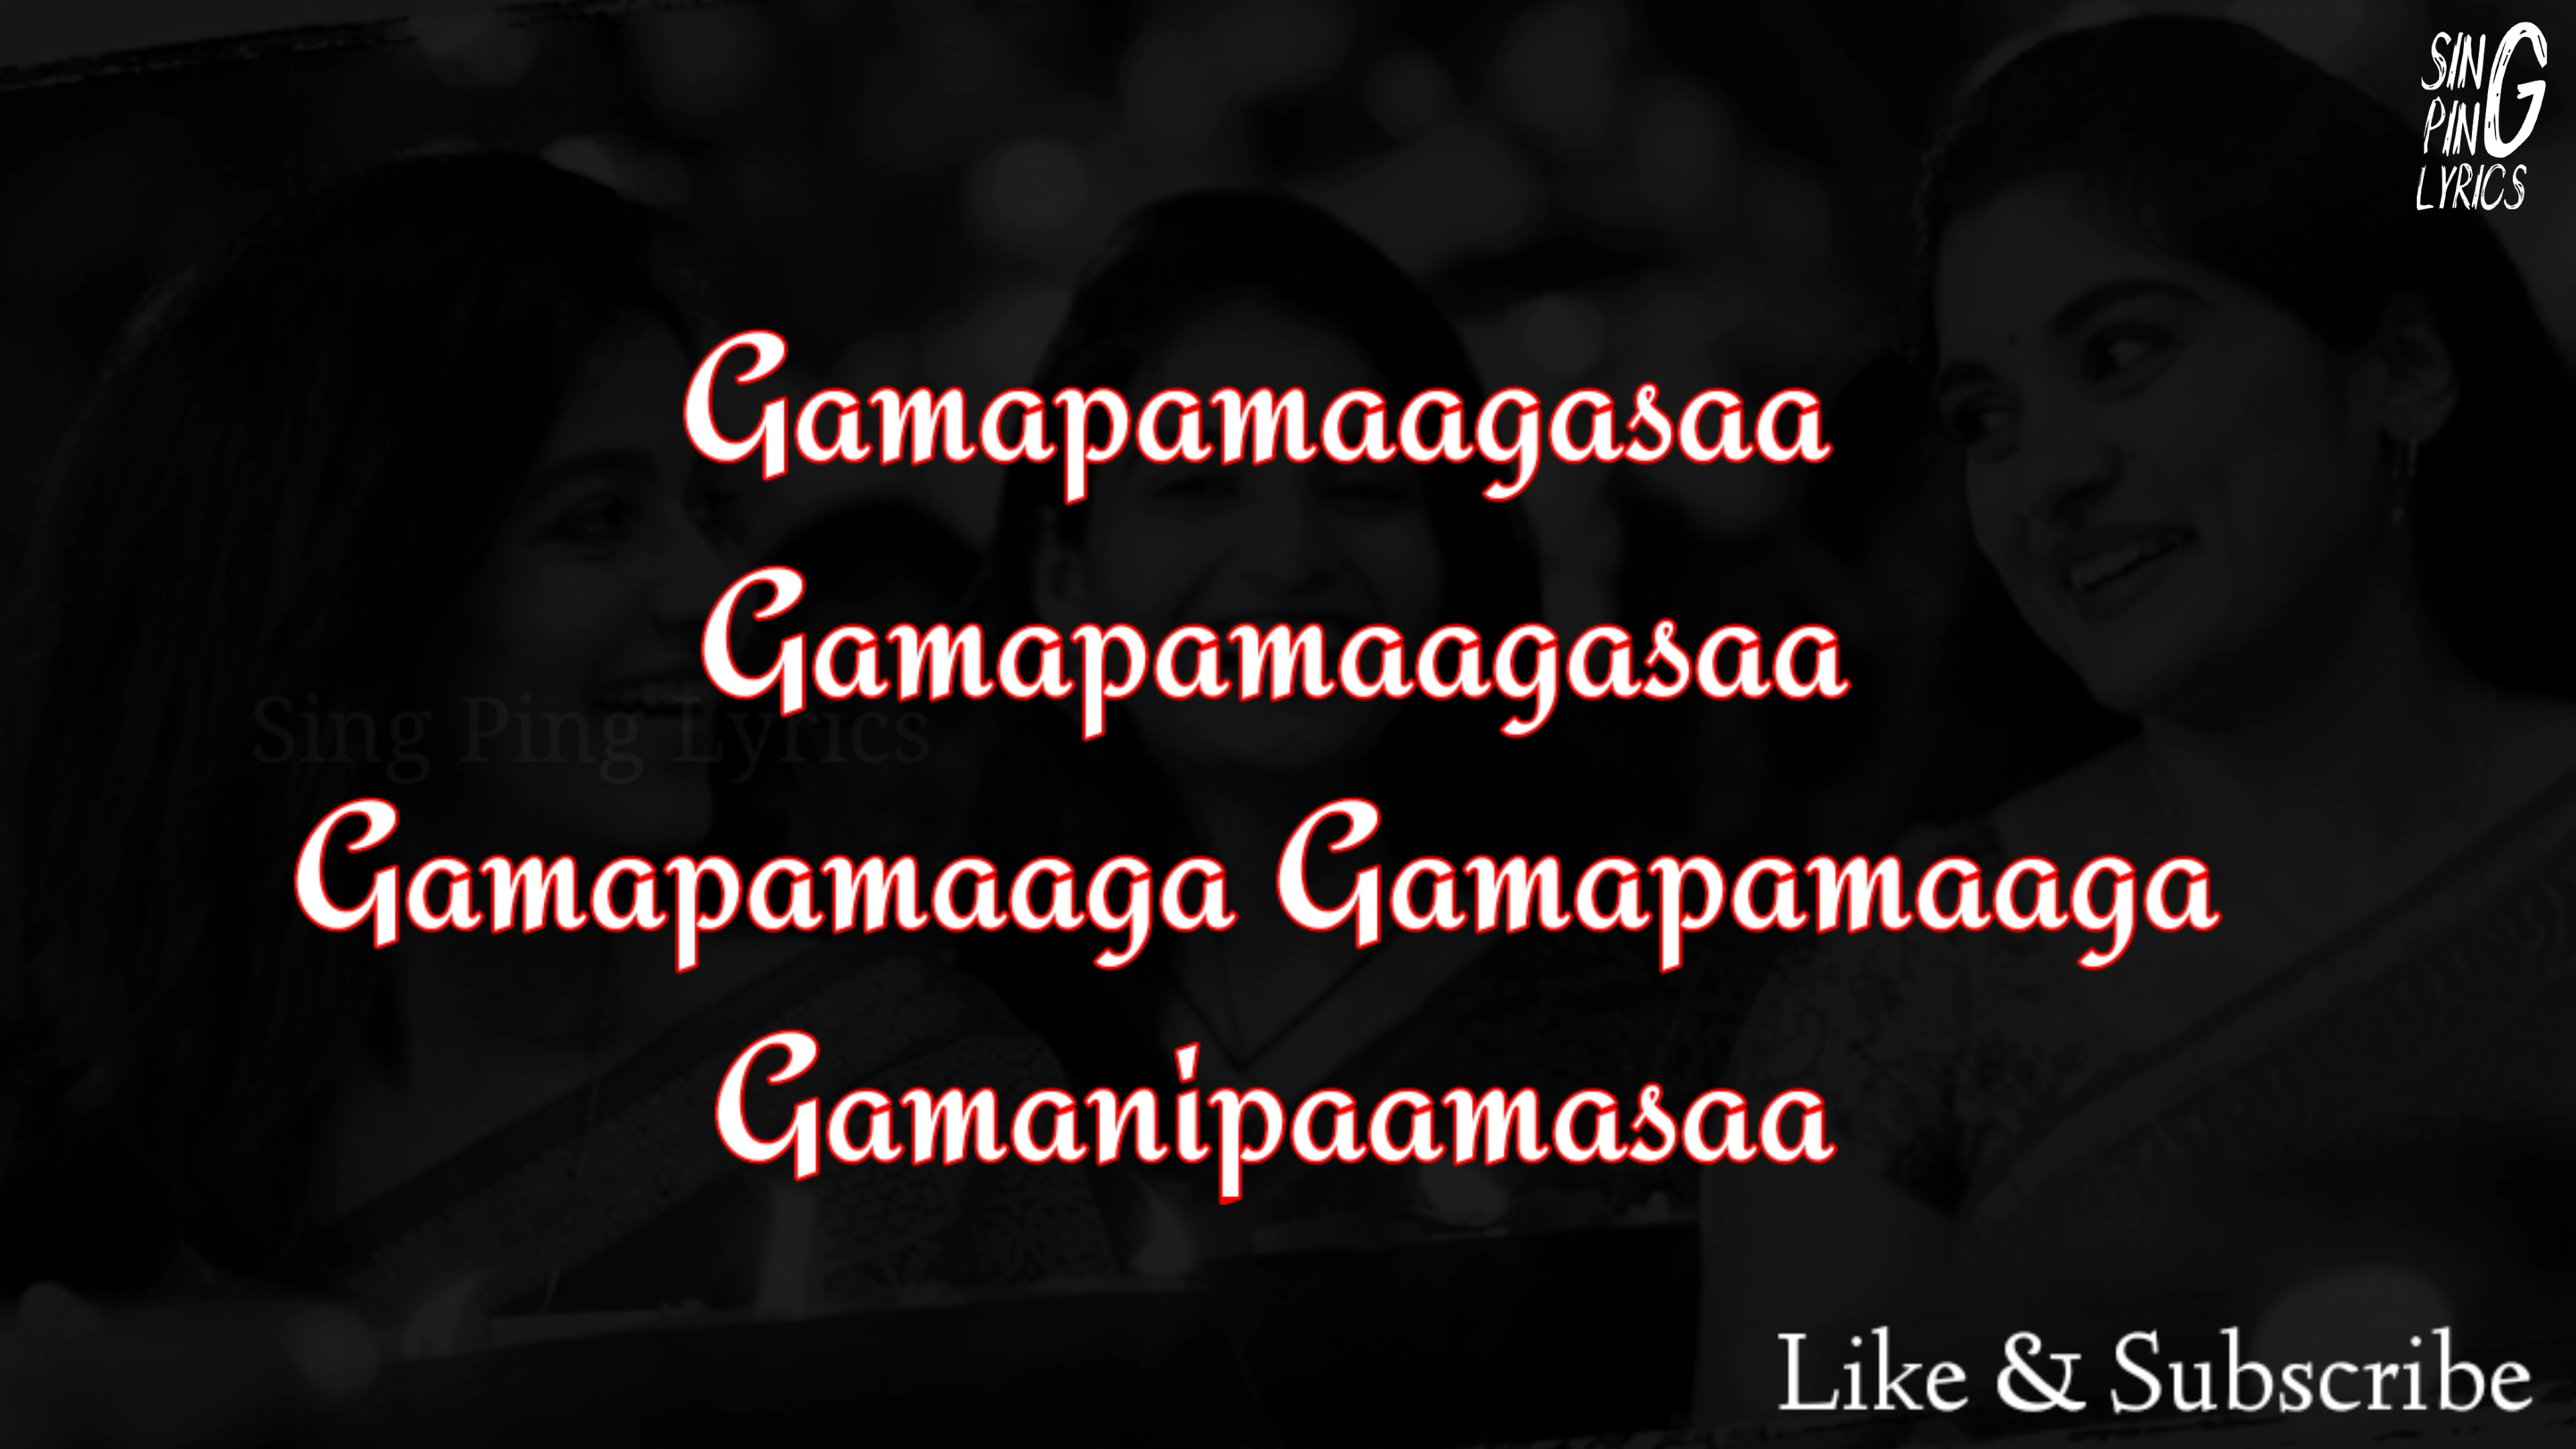 SING
PING
LYRICS
Gamapamaagasaa
Gamapamaagasaa
Sing Ping Lyrics
Gamapamaaga Gamapamaaga
Gamanipaamasaa
Like & Subscribe